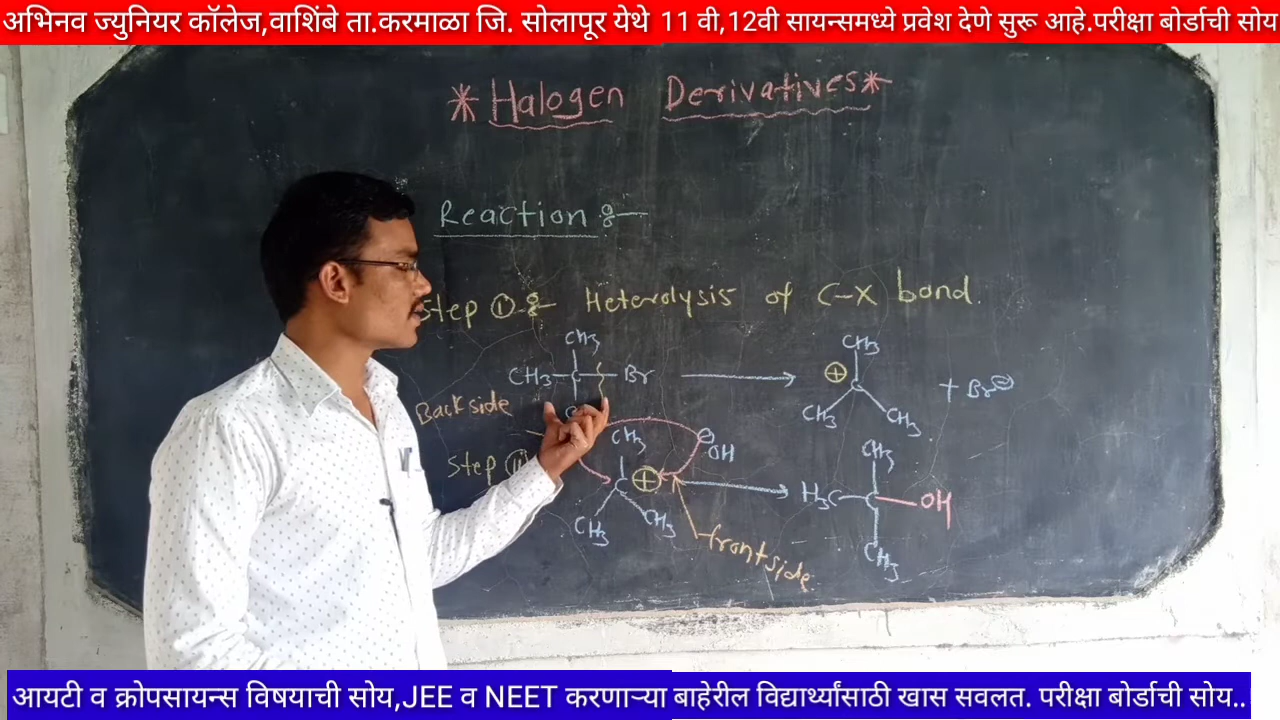 अभिनव ज्युनियर कॉलेज,वाशिंबे ता.करमाळा जि. सोलापूर येथे 11 वी,12वी सायन्समध्ये प्रवेश देणे सुरू आहे.परीक्षा बोर्डाची सोय
* Halogen Derivatives *
Reaction :-
Step (i) :- Heterolysis of C-X bond.
CH3
CH3 - C - Br
CH3
⊕ C
CH3 CH3
+ Br⊖
Backside
Step (ii)
CH3
C ⊕
CH3 CH3
⊖OH
frontside
CH3
H3C - C - OH
CH3
आयटी व क्रोपसायन्स विषयाची सोय,JEE व NEET करणाऱ्या बाहेरील विद्यार्थ्यांसाठी खास सवलत. परीक्षा बोर्डाची सोय..